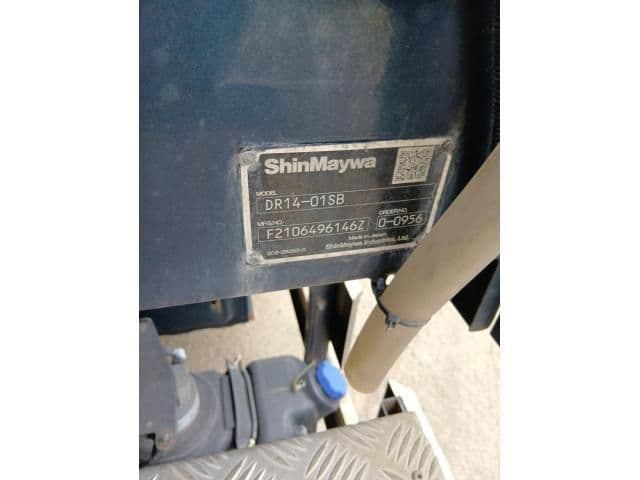 ShinMaywa
MODEL
DR14-01SB
MFG.NO. ORDER.NO.
F2106496146Z 0-0956
Made in Japan
ShinMaywa Industries, Ltd.